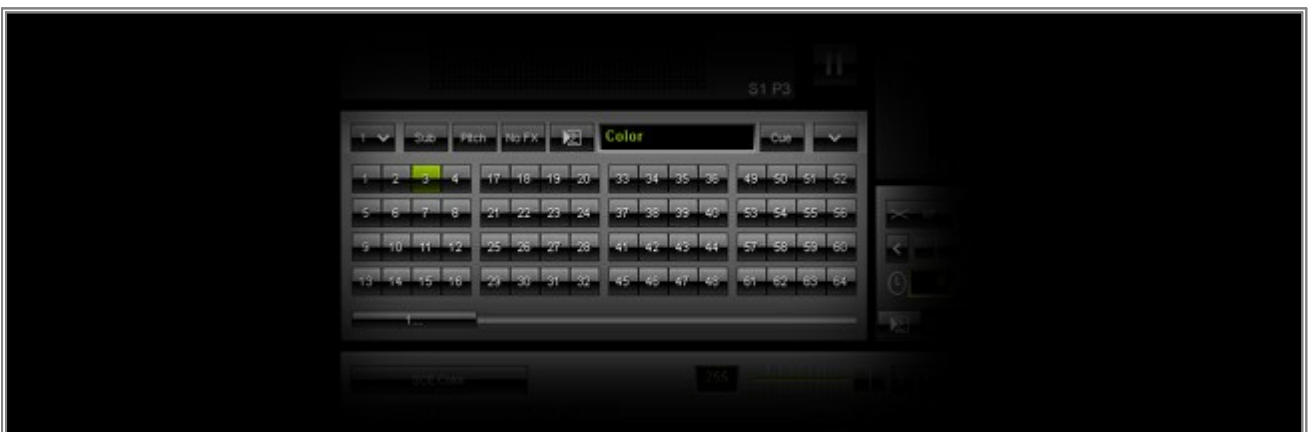 S1 P3
1 Sub Pitch No FX Color Cue
1 2 3 4 17 18 19 20 33 34 35 36 49 50 51 52
5 6 7 8 21 22 23 24 37 38 39 40 53 54 55 56
9 10 11 12 25 26 27 28 41 42 43 44 57 58 59 60
13 14 15 16 29 30 31 32 45 46 47 48 61 62 63 64
1...
255